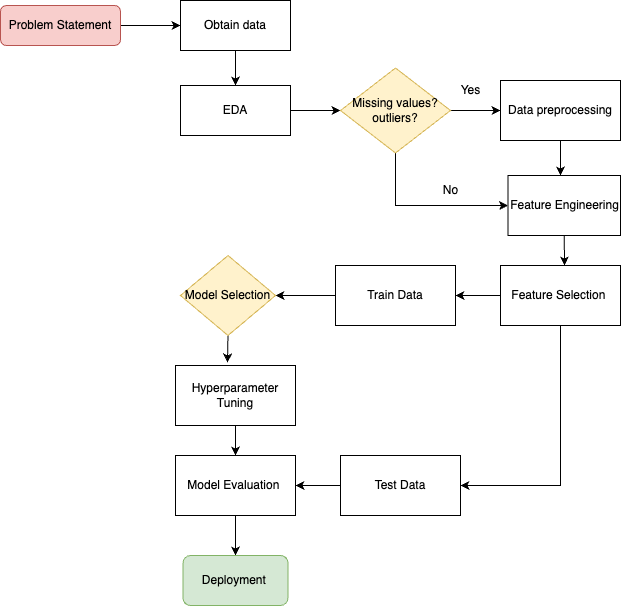 Problem Statement
Obtain data
EDA
Missing values?
outliers?
Yes
Data preprocessing
No
Feature Engineering
Model Selection
Train Data
Feature Selection
Hyperparameter
Tuning
Model Evaluation
Test Data
Deployment